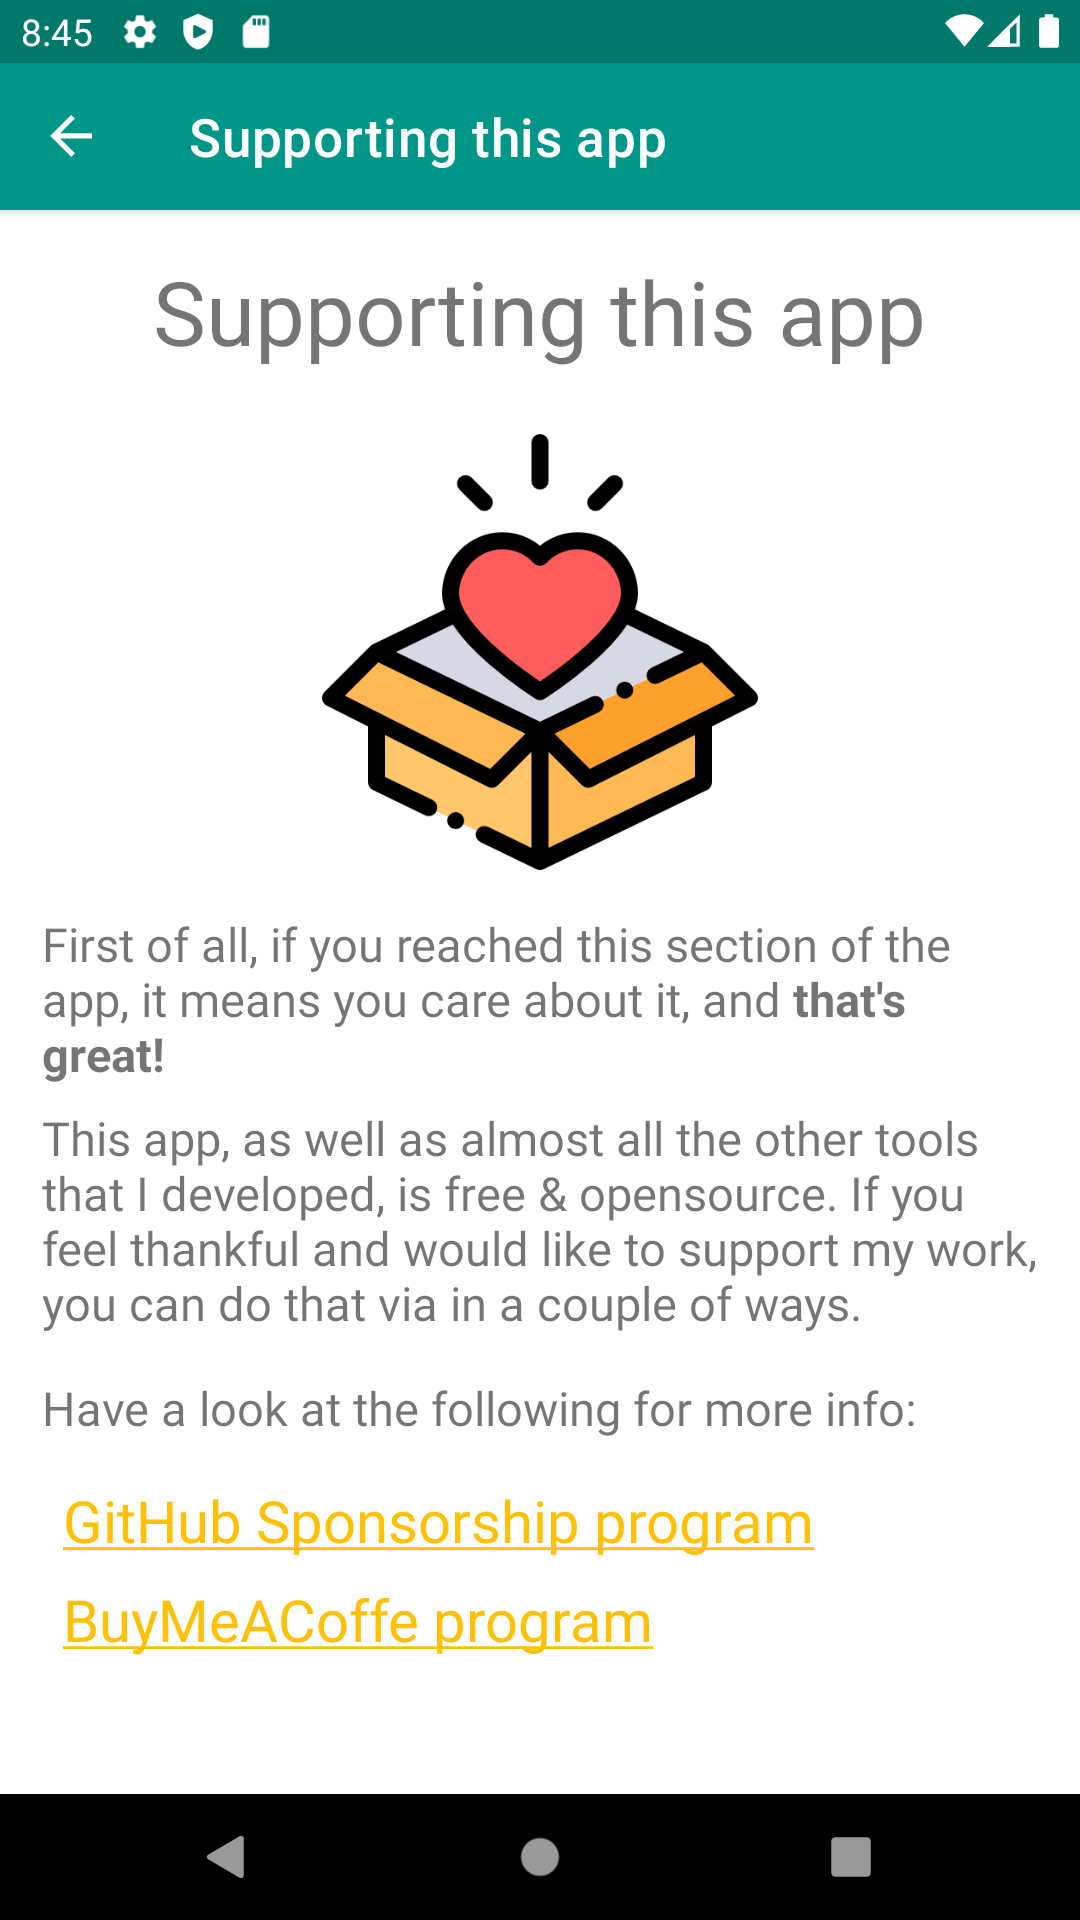 8:45
Supporting this app
Supporting this app
First of all, if you reached this section of the
app, it means you care about it, and that's
great!
This app, as well as almost all the other tools
that I developed, is free & opensource. If you
feel thankful and would like to support my work,
you can do that via in a couple of ways.
Have a look at the following for more info:
GitHub Sponsorship program
BuyMeACoffe program